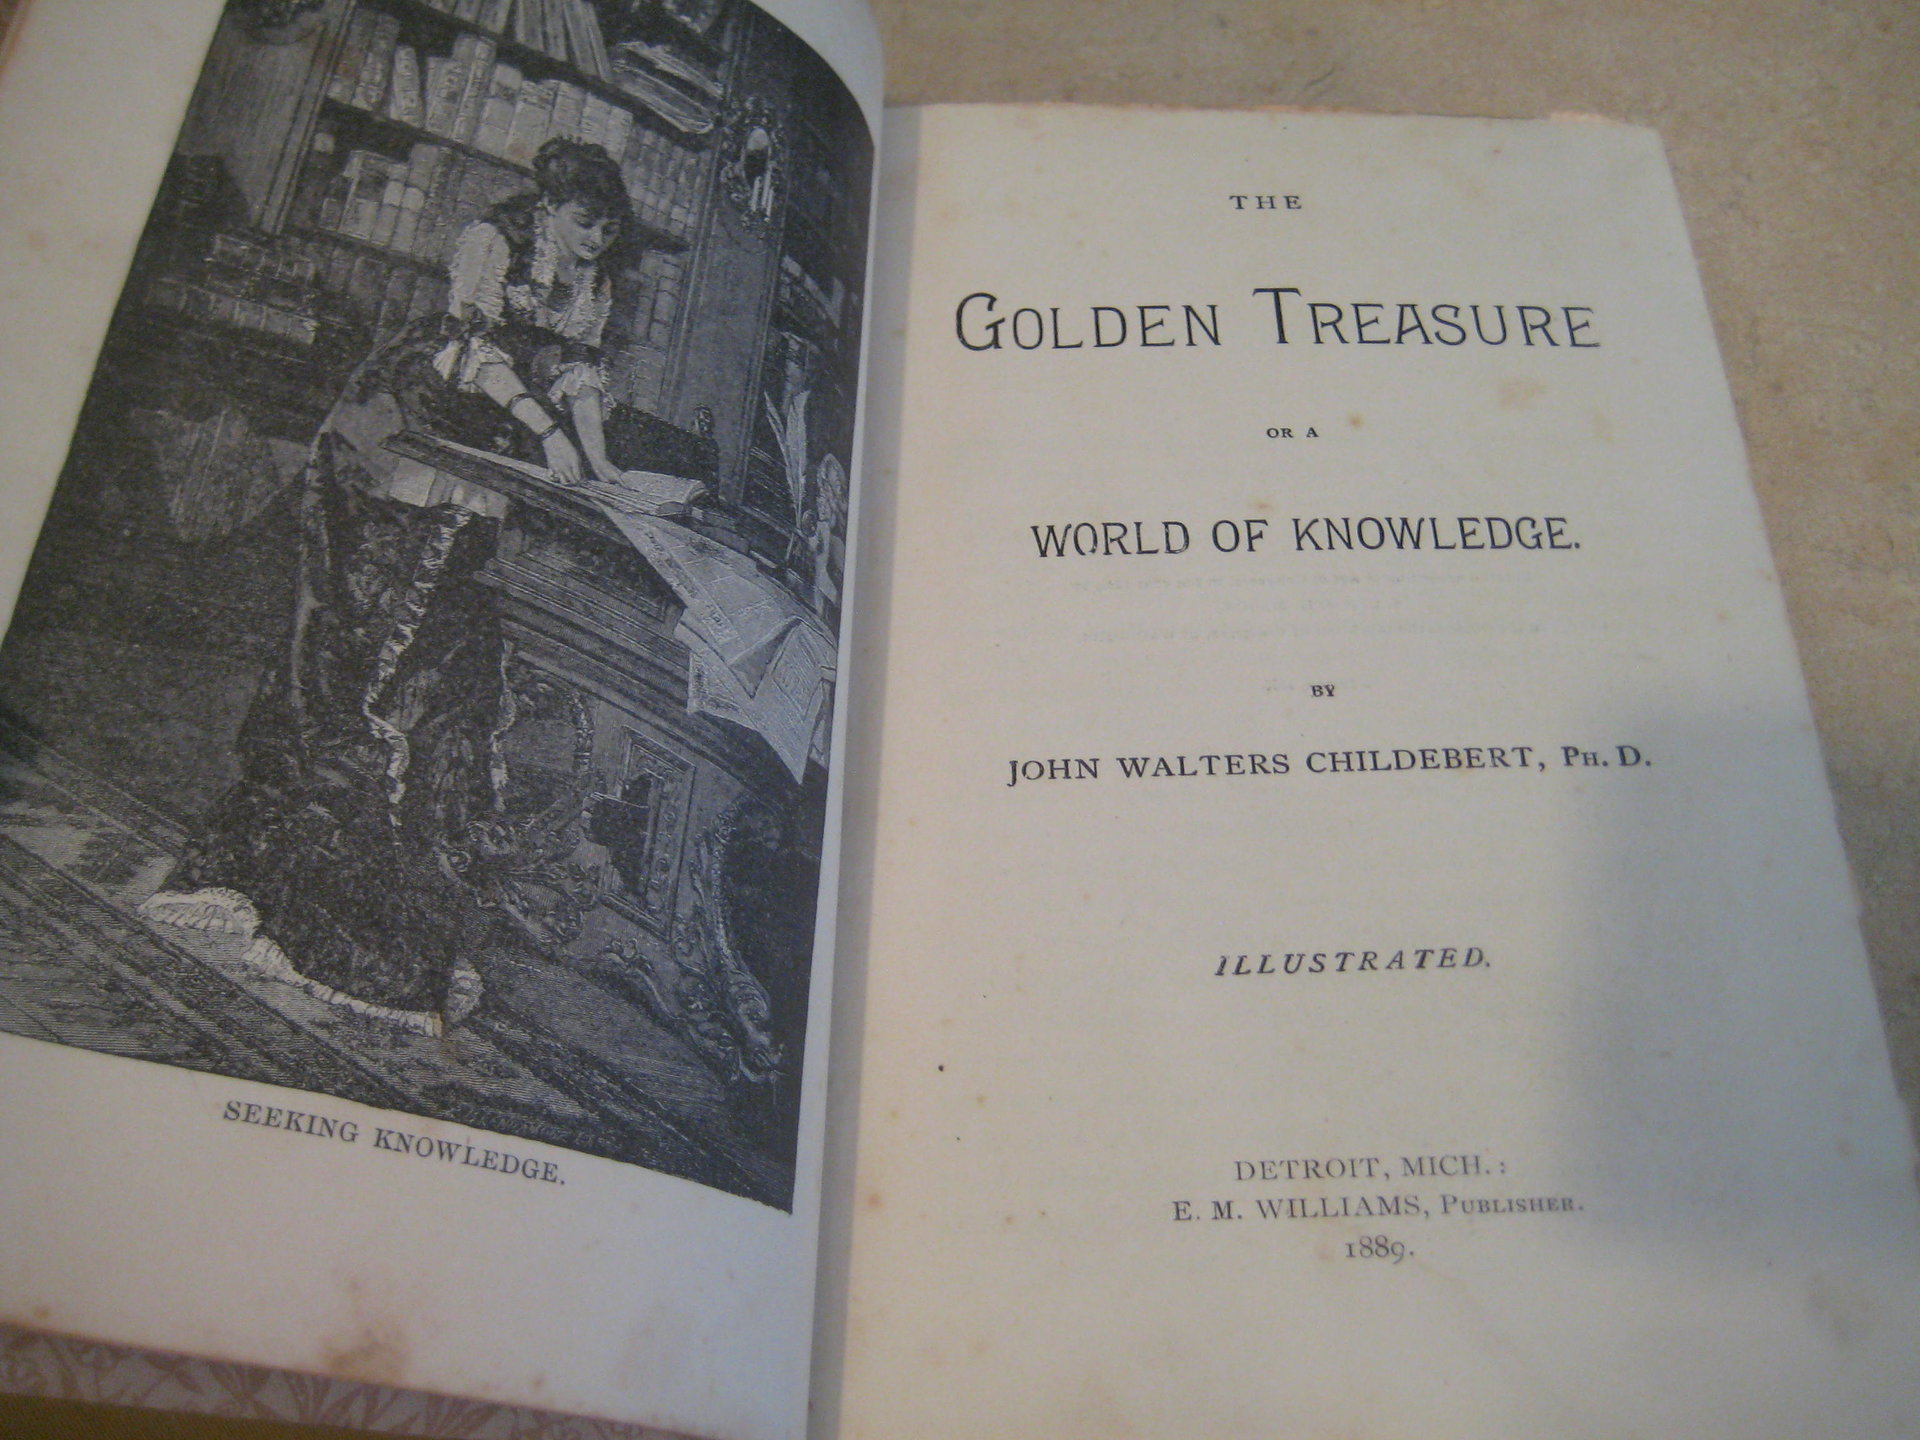 SEEKING KNOWLEDGE.
THE
GOLDEN TREASURE
OR A
WORLD OF KNOWLEDGE.
BY
JOHN WALTERS CHILDEBERT, PH. D.
ILLUSTRATED.
DETROIT, MICH.:
E. M. WILLIAMS, PUBLISHER.
1889.